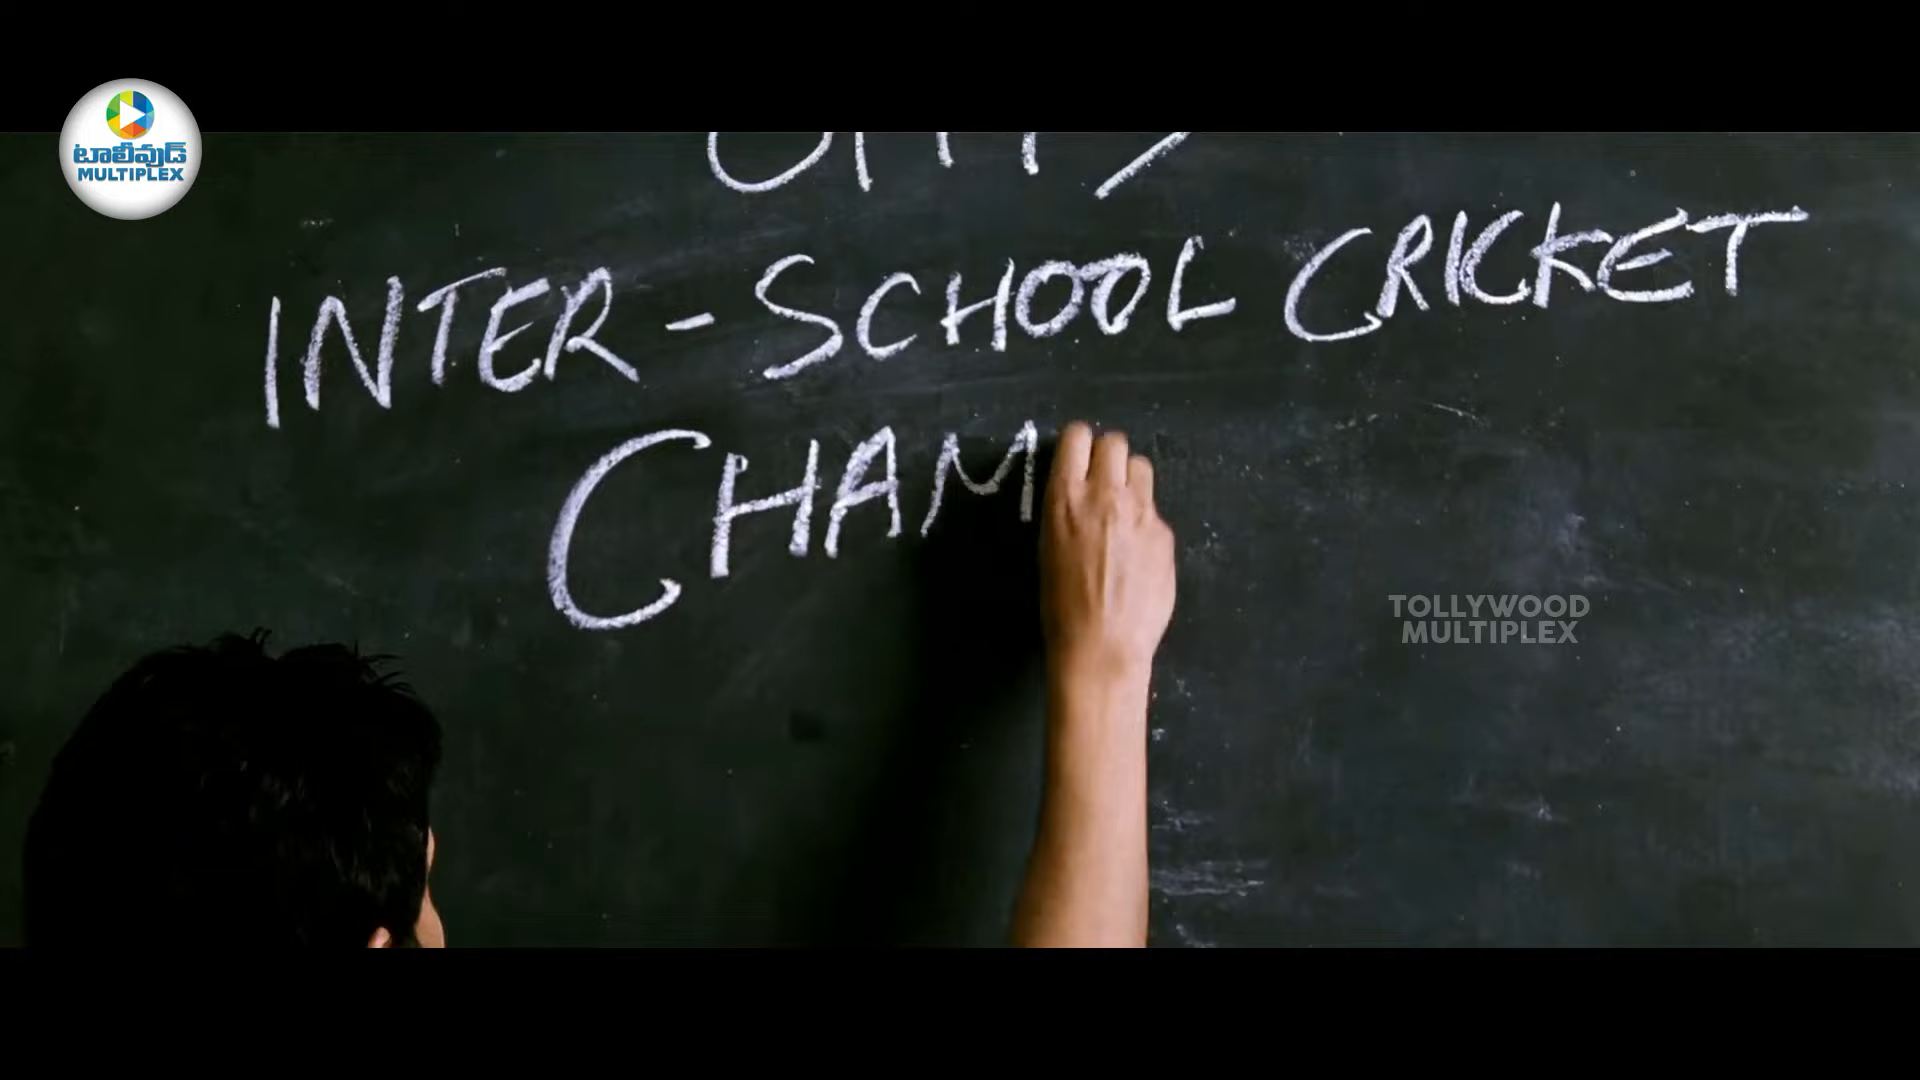 టాలీవుడ్
MULTIPLEX
INTER-SCHOOL CRICKET
CHAM
TOLLYWOOD
MULTIPLEX